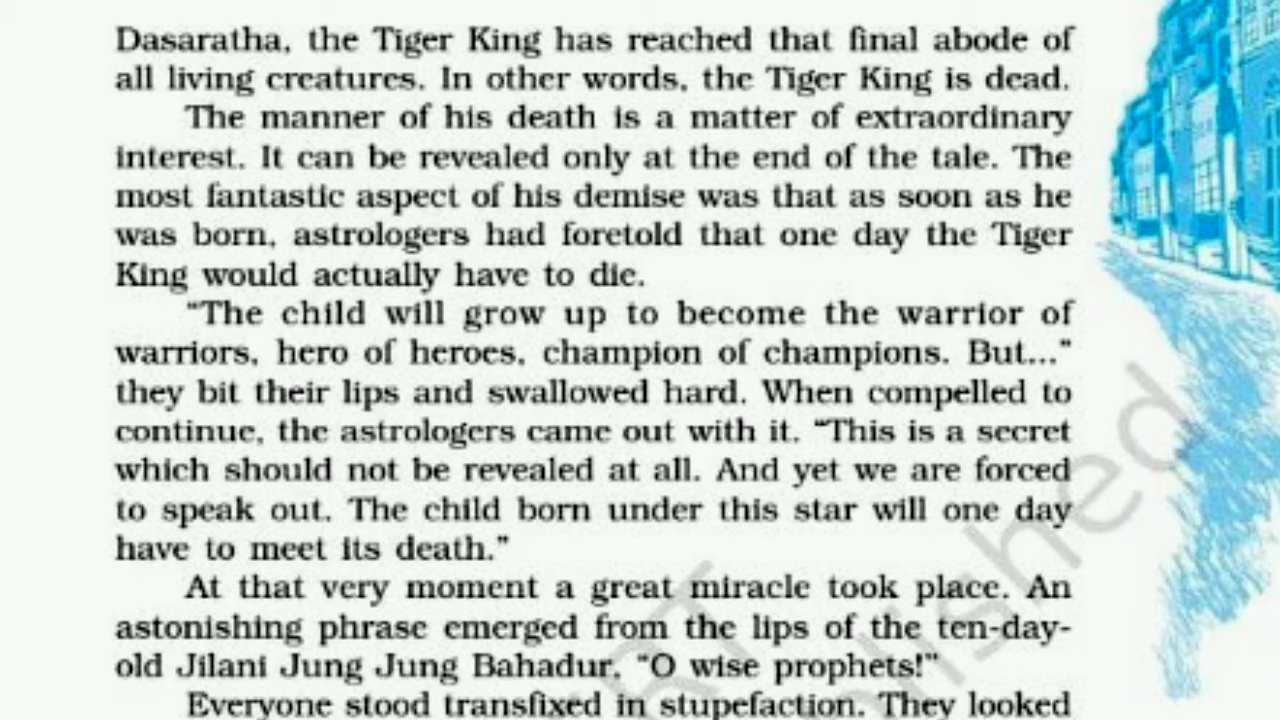 Dasaratha, the Tiger King has reached that final abode of
all living creatures. In other words, the Tiger King is dead.
The manner of his death is a matter of extraordinary
interest. It can be revealed only at the end of the tale. The
most fantastic aspect of his demise was that as soon as he
was born, astrologers had foretold that one day the Tiger
King would actually have to die.
“The child will grow up to become the warrior of
warriors, hero of heroes, champion of champions. But...”
they bit their lips and swallowed hard. When compelled to
continue, the astrologers came out with it. “This is a secret
which should not be revealed at all. And yet we are forced
to speak out. The child born under this star will one day
have to meet its death.”
At that very moment a great miracle took place. An
astonishing phrase emerged from the lips of the ten-day-
old Jilani Jung Jung Bahadur, “O wise prophets!”
Everyone stood transfixed in stupefaction. They looked